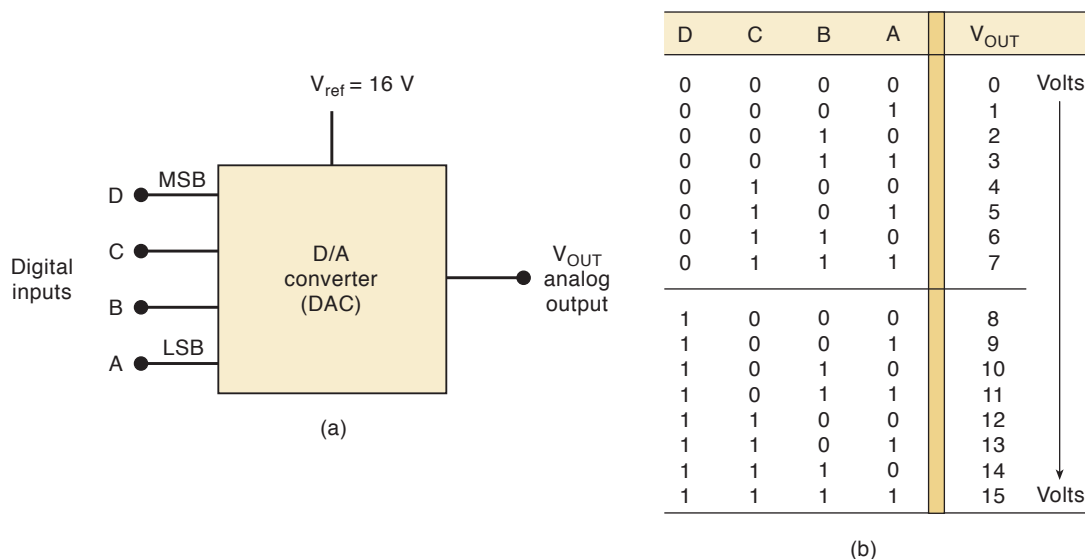 V_ref = 16 V
D MSB
C
B
A LSB
Digital
inputs
D/A
converter
(DAC)
V_OUT
analog
output
(a)
D C B A V_OUT
0 0 0 0 0 Volts
0 0 0 1 1
0 0 1 0 2
0 0 1 1 3
0 1 0 0 4
0 1 0 1 5
0 1 1 0 6
0 1 1 1 7
1 0 0 0 8
1 0 0 1 9
1 0 1 0 10
1 0 1 1 11
1 1 0 0 12
1 1 0 1 13
1 1 1 0 14
1 1 1 1 15 Volts
(b)